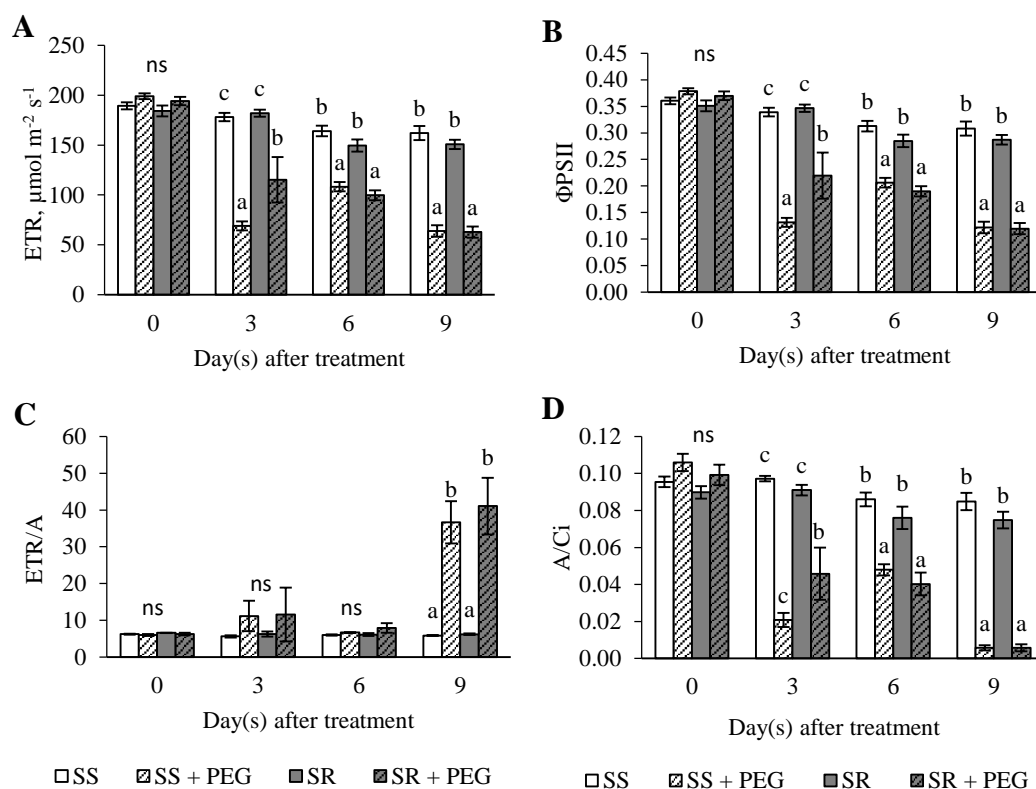 A
ETR, µmol m⁻² s⁻¹
250
200
150
100
50
0
ns
c c
b
a
b b
a a
b b
a a
0 3 6 9
Day(s) after treatment
B
ΦPSII
0.45
0.40
0.35
0.30
0.25
0.20
0.15
0.10
0.05
0.00
ns
c c
b
a
b b
a a
b b
a a
0 3 6 9
Day(s) after treatment
C
ETR/A
60
50
40
30
20
10
0
ns
ns
ns
b b
a a
0 3 6 9
Day(s) after treatment
SS SS + PEG SR SR + PEG
D
A/Ci
0.12
0.10
0.08
0.06
0.04
0.02
0.00
ns
c c
b
c
b b
a a
b b
a a
0 3 6 9
Day(s) after treatment
SS SS + PEG SR SR + PEG